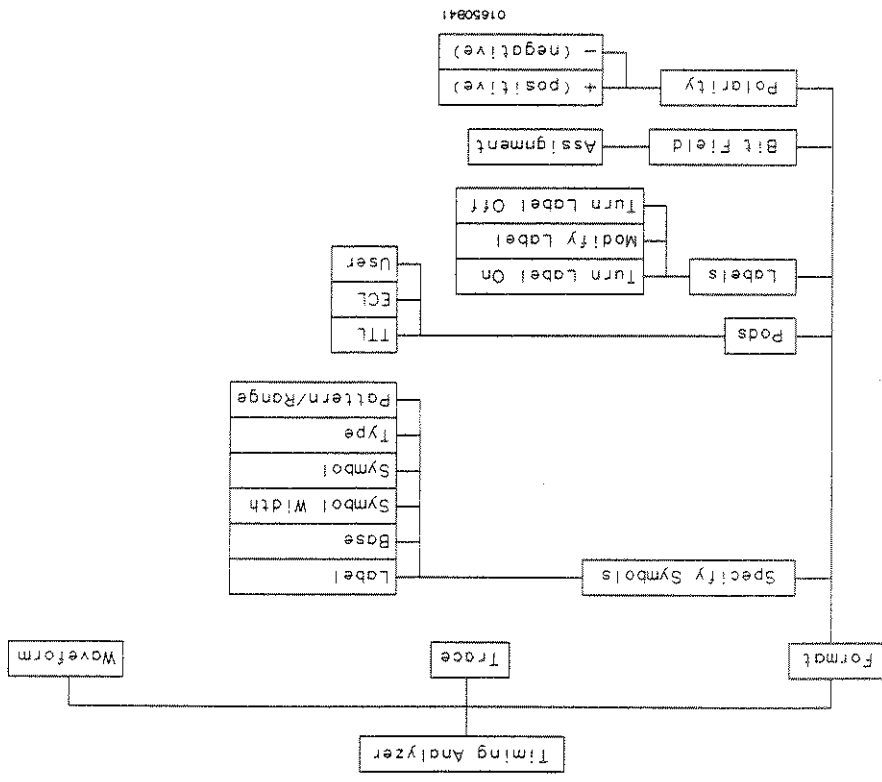 Timing Analyzer
Format
Trace
Waveform
Specify Symbols
Label
Base
Symbol Width
Symbol
Type
Pattern/Range
Pods
TTL
ECL
User
Labels
Turn Label On
Modify Label
Turn Label Off
Bit Field
Assignment
Polarity
+ (positive)
- (negative)
01650B41